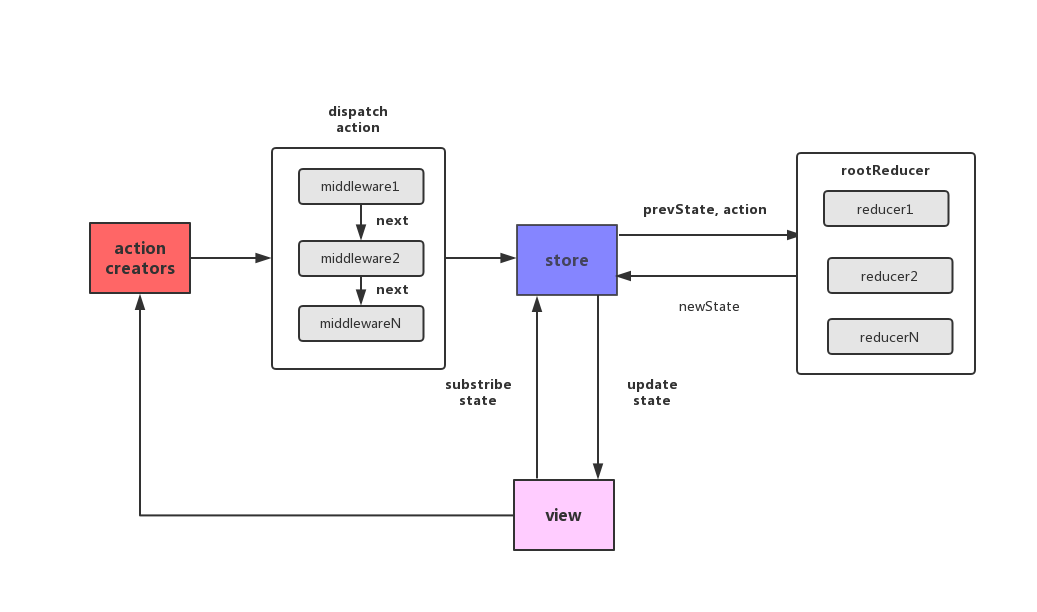 dispatch
action
middleware1
next
middleware2
next
middlewareN
action
creators
store
prevState, action
newState
rootReducer
reducer1
reducer2
reducerN
substribe
state
update
state
view